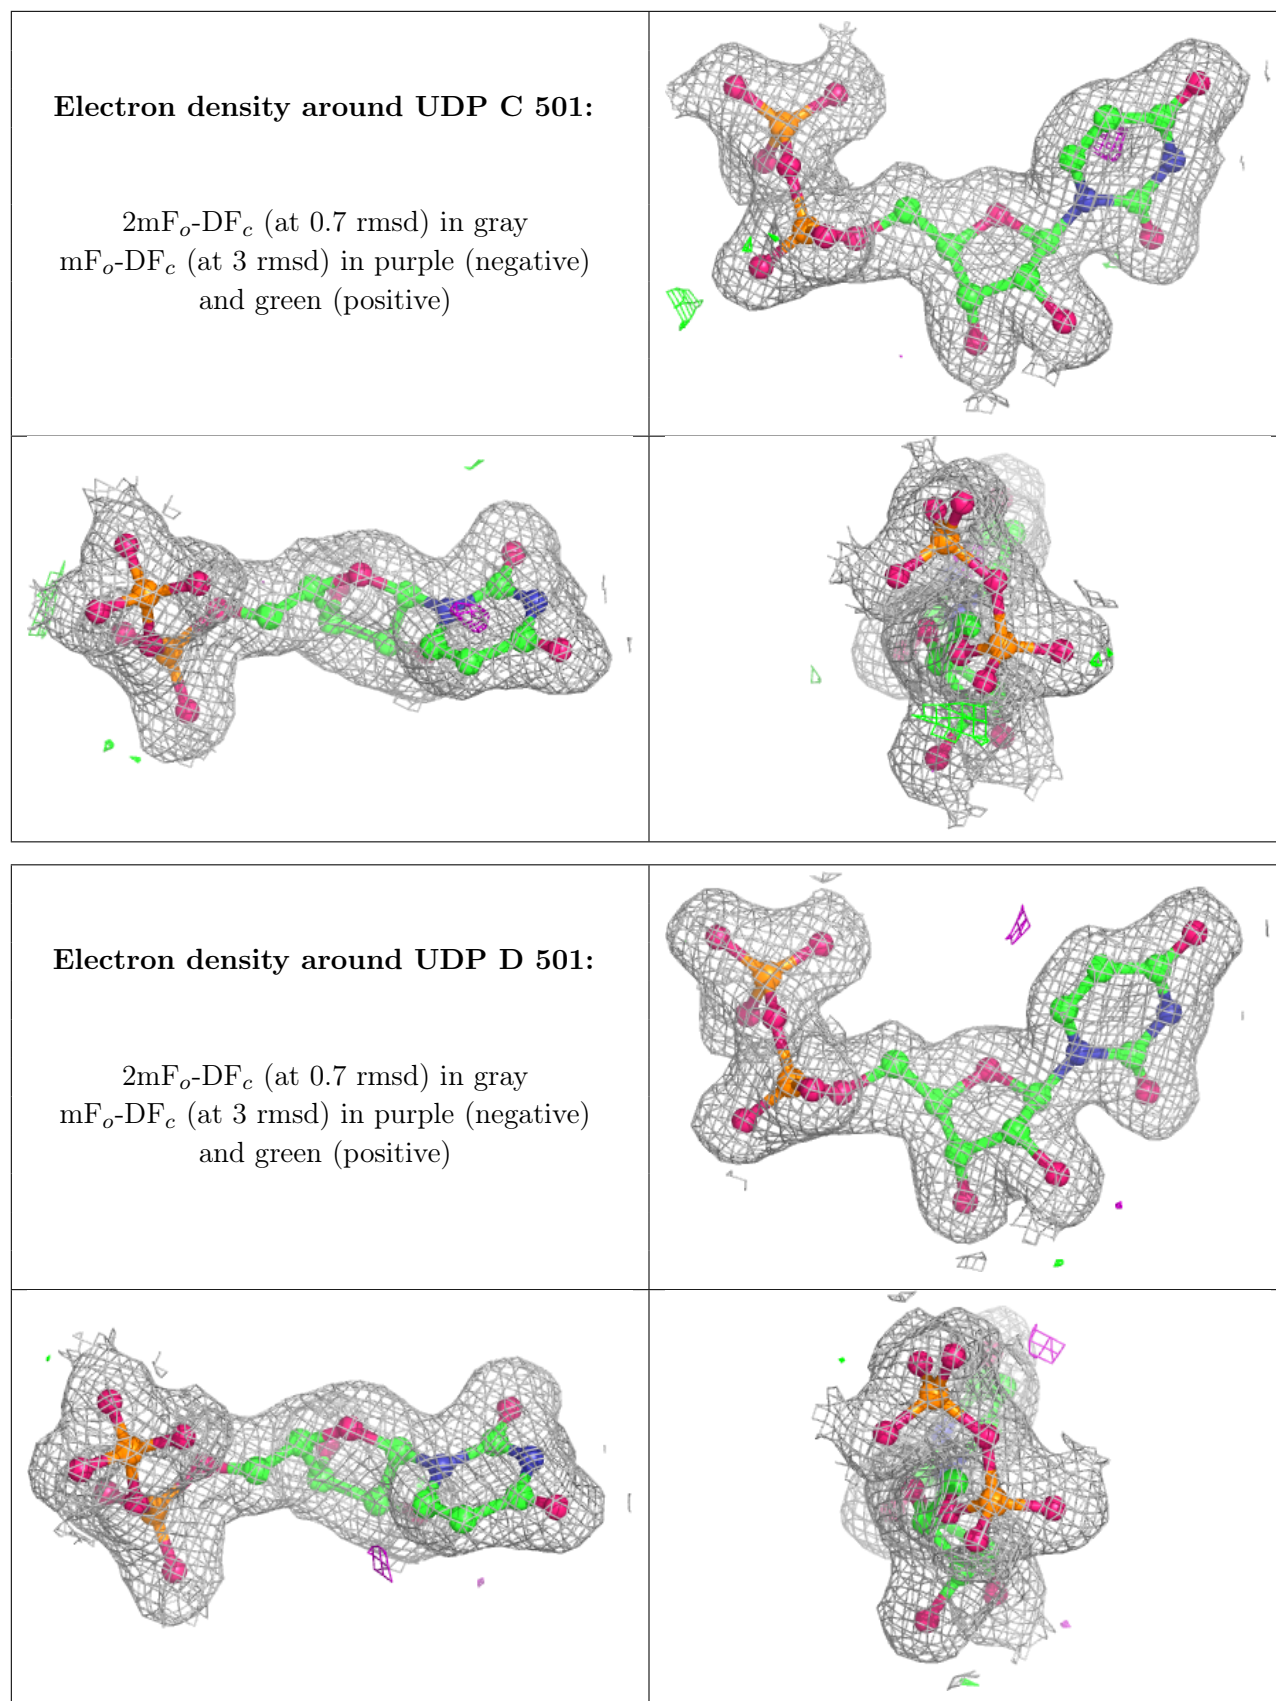 Electron density around UDP C 501:
2mFo-DFc (at 0.7 rmsd) in gray
mFo-DFc (at 3 rmsd) in purple (negative)
and green (positive)
Electron density around UDP D 501:
2mFo-DFc (at 0.7 rmsd) in gray
mFo-DFc (at 3 rmsd) in purple (negative)
and green (positive)